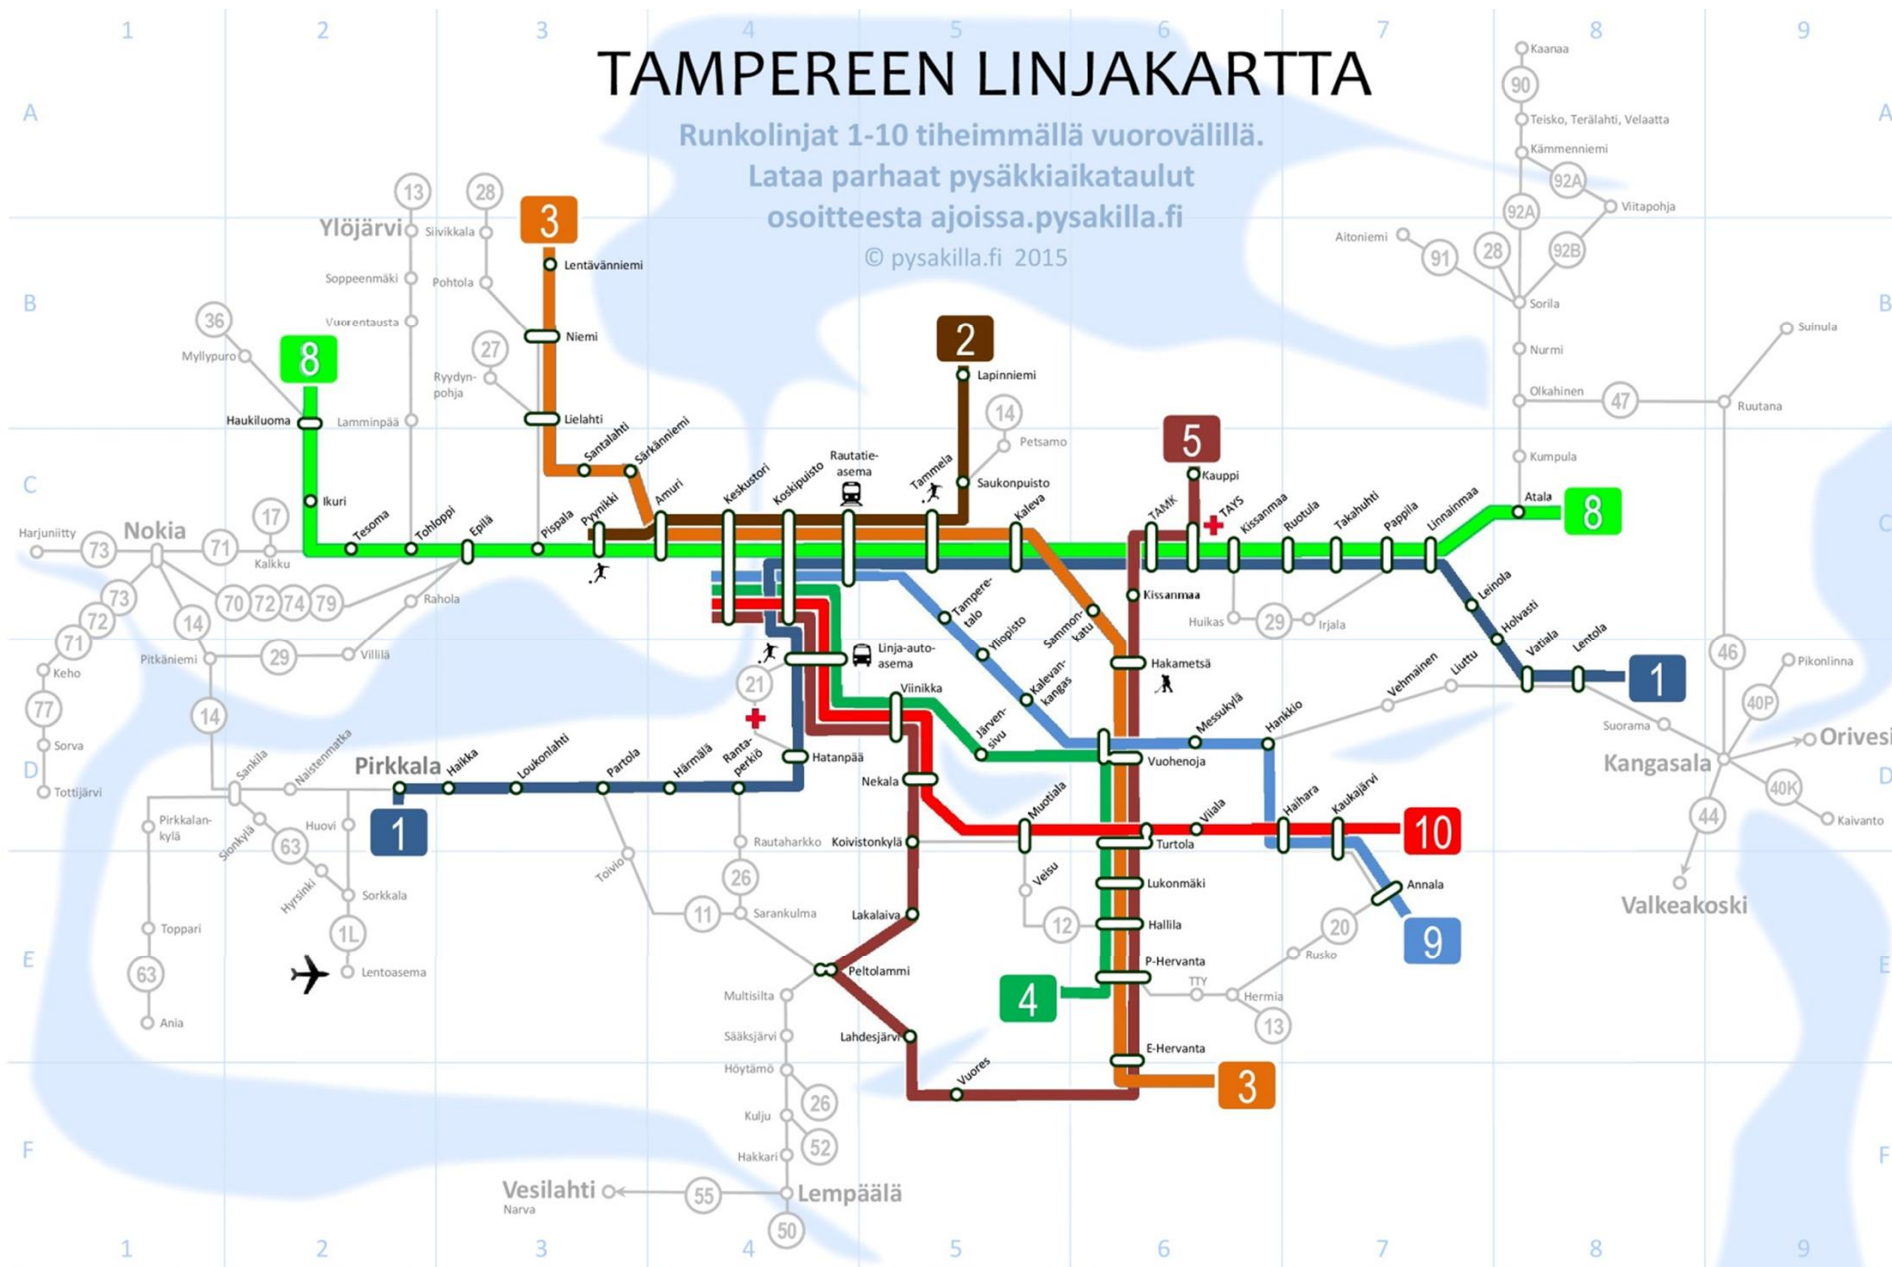 1 2 3 4 5 6 7 8 9
TAMPEREEN LINJAKARTTA
Runkolinjat 1-10 tiheimmällä vuorovälillä.
Lataa parhaat pysäkkiaikataulut
osoitteesta ajoissa.pysakilla.fi
© pysakilla.fi 2015
A
A
Kaanaa
90
Teisko, Terälahti, Velaatta
Kämmenniemi
92A
92A
Viitapohja
Aitoniemi
91
28
92B
Sorila
Nurmi
Olkahinen
47
Ruutana
Suinula
Kumpula
13
28
3
Ylöjärvi
Siivikkala
Lentävänniemi
Soppeenmäki
Pohtola
B
B
36
Vuorentausta
Niemi
8
27
2
Myllypuro
Ryydyn-
pohja
Lapinniemi
Haukiluoma
Lamminpää
Lielahti
14
Petsamo
5
Santalahti
Särkänniemi
Rautatie-
asema
Tammela
Saukonpuisto
Kauppi
C
C
Ikuri
Keskustori
Koskipuisto
Pyynikki
Amuri
Kaleva
TAMK
TAYS
Kissanmaa
Ruotula
Takahuhti
Pappila
Linnainmaa
Atala
8
17
Harjuniitty
Nokia
73
71
Kalkku
Tesoma
Tohloppi
Epilä
Pispala
73
72
71
70
72
74
79
Rahola
14
Pitkäniemi
29
Villilä
Keho
77
Sorva
Tottijärvi
14
Tampere-
talo
Yliopisto
Kalevan-
kangas
Sammon-
katu
Kissanmaa
Huikas
29
Irjala
Leinola
Holvasti
Vatiala
Lentola
1
46
Pikonlinna
40P
Hakametsä
Linja-auto-
asema
21
Viinikka
Järven-
sivu
Messukylä
Hankkio
Vehmainen
Liuttu
Suorama
Orivesi
Kangasala
40K
Kaivanto
44
Valkeakoski
D
D
Sankila
Naistenmatka
Pirkkala
Haikka
Loukonlahti
Partola
Härmälä
Ranta-
perkiö
Hatanpää
Nekala
Vuohenoja
1
Pirkkalan-
kylä
Sionkylä
63
Huovi
Hyrsinki
Sorkkala
Toivio
Rautaharkko
Koivistonkylä
Muotiala
Viiala
Haihara
Kaukajärvi
10
Turtola
26
11
Sarankulma
Lakalaiva
Veisu
12
Lukonmäki
Hallila
Annala
20
9
Toppari
1L
Lentoasema
63
Ania
E
E
Peltolammi
P-Hervanta
TTY
Hermia
Rusko
13
4
Multisilta
Sääksjärvi
Lahdesjärvi
E-Hervanta
3
Höytämö
Vuores
26
Kulju
52
Hakkari
F
F
Vesilahti
Narva
55
Lempäälä
50
1 2 3 4 5 6 7 8 9